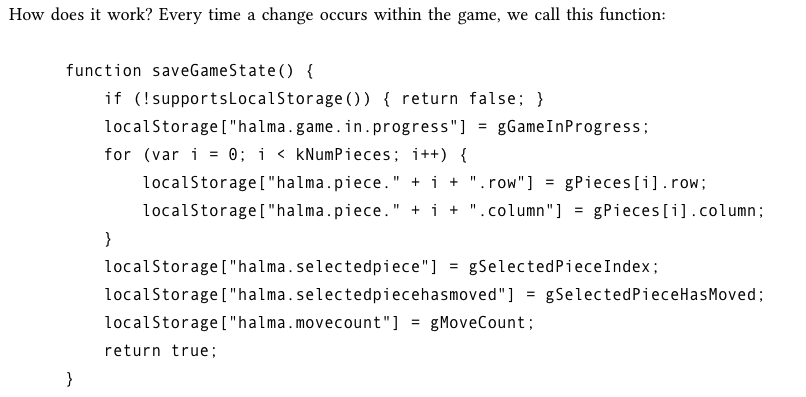 How does it work? Every time a change occurs within the game, we call this function:
function saveGameState() {
    if (!supportsLocalStorage()) { return false; }
    localStorage["halma.game.in.progress"] = gGameInProgress;
    for (var i = 0; i < kNumPieces; i++) {
        localStorage["halma.piece." + i + ".row"] = gPieces[i].row;
        localStorage["halma.piece." + i + ".column"] = gPieces[i].column;
    }
    localStorage["halma.selectedpiece"] = gSelectedPieceIndex;
    localStorage["halma.selectedpiecehasmoved"] = gSelectedPieceHasMoved;
    localStorage["halma.movecount"] = gMoveCount;
    return true;
}